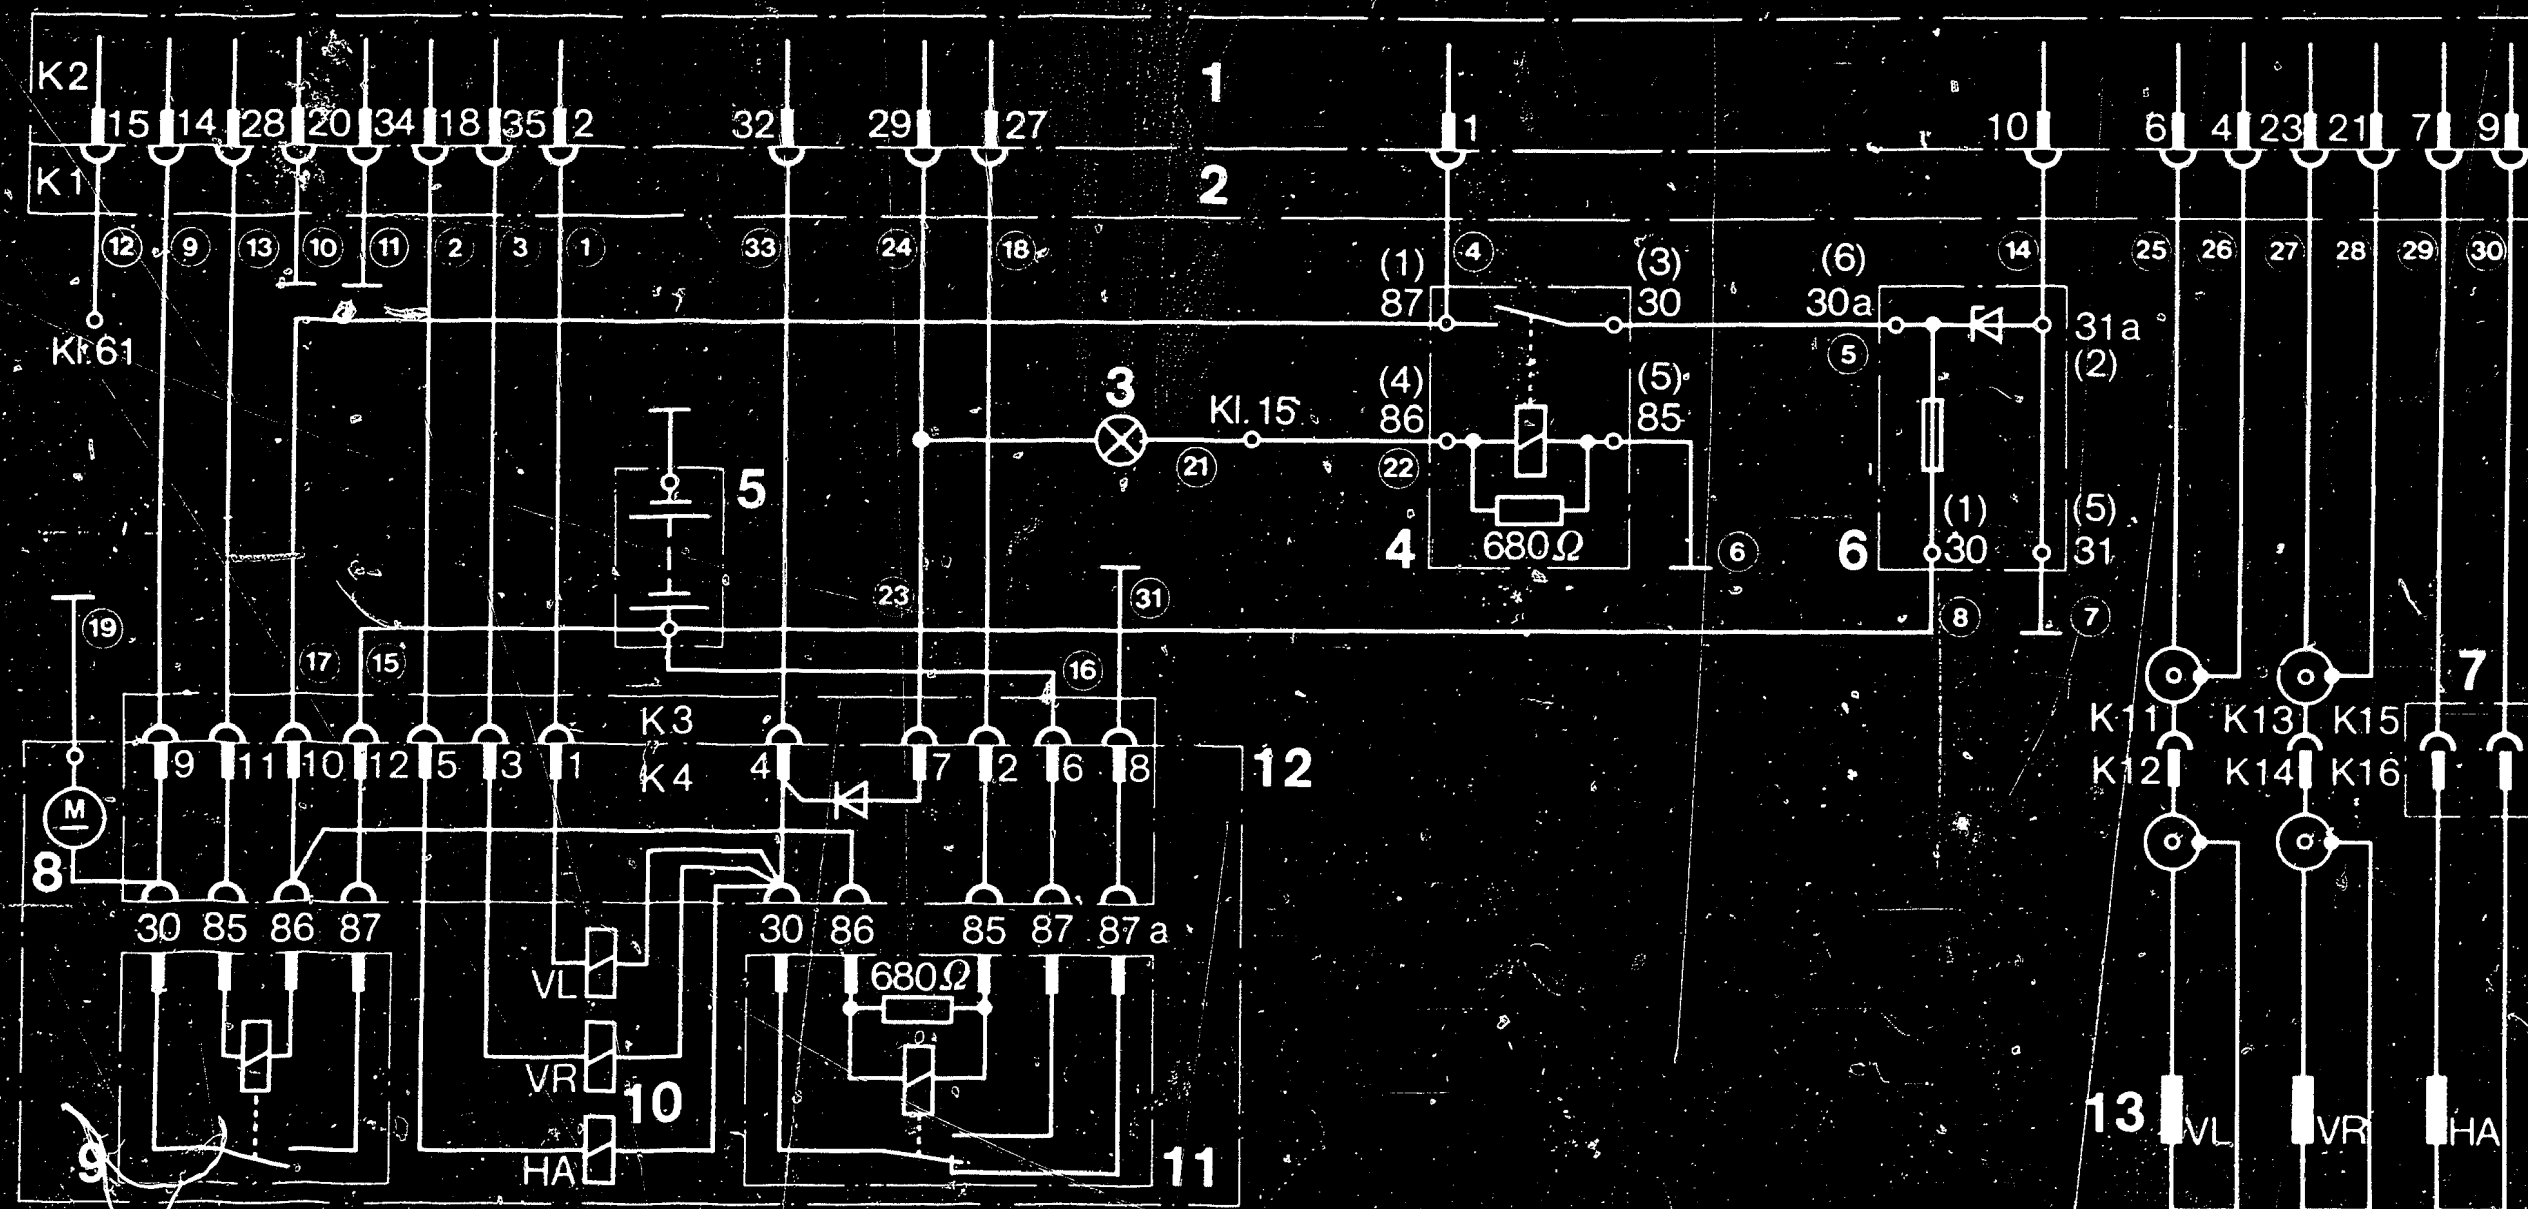 K2
1
15 14 28 20 34 18 35 2 32 29 27 1 10 6 4 23 21 7 9
K1
2
12 9 13 10 11 2 3 1 33 24 18 4 14 25 26 27 28 29 30
(1) (3) (6)
87 30 30a
Kl.61
5
31a
(2)
3
(4) (5)
Kl.15
86 85
21 22
5
4
680Ω
6
6
(1) (5)
30 31
23
31
19
8
7
17 15
16
7
K3
K11 K13 K15
9 11 10 12 5 3 1
K4
4 7 2 6 8
12
K12 K14 K16
M
8
30 85 86 87
30 86 85 87 87a
VL
680Ω
VR
10
13
VL VR HA
9
HA
11